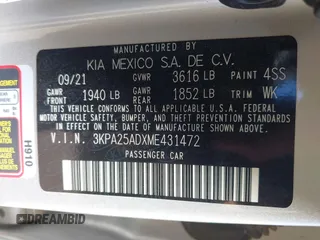 MFD. BY
KIA MEXICO S.A. DE C.V.
09/21 GVWR 3616 LB PAINT 4SS
GAWR FRONT 1940 LB GAWR REAR 1852 LB TRIM WK
THIS VEHICLE CONFORMS TO ALL APPLICABLE U.S.
FEDERAL MOTOR VEHICLE SAFETY, BUMPER, AND THEFT
PREVENTION STANDARDS IN EFFECT ON THE DATE OF
MANUFACTURE SHOWN ABOVE.
V.I.N. 3KPA25ADXME431472
PASSENGER CAR
H910
DREAMBID